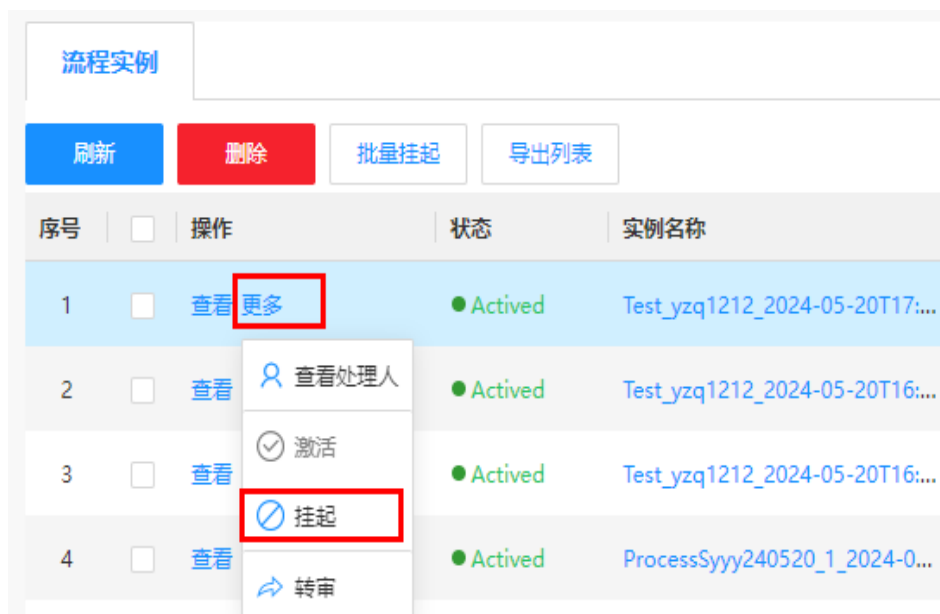 流程实例
刷新 删除 批量挂起 导出列表
序号 操作 状态 实例名称
1 查看 更多 Actived Test_yzq1212_2024-05-20T17:...
查看处理人
2 查看 Actived Test_yzq1212_2024-05-20T16:...
激活
3 查看 Actived Test_yzq1212_2024-05-20T16:...
挂起
4 查看 Actived ProcessSyyy240520_1_2024-0...
转审